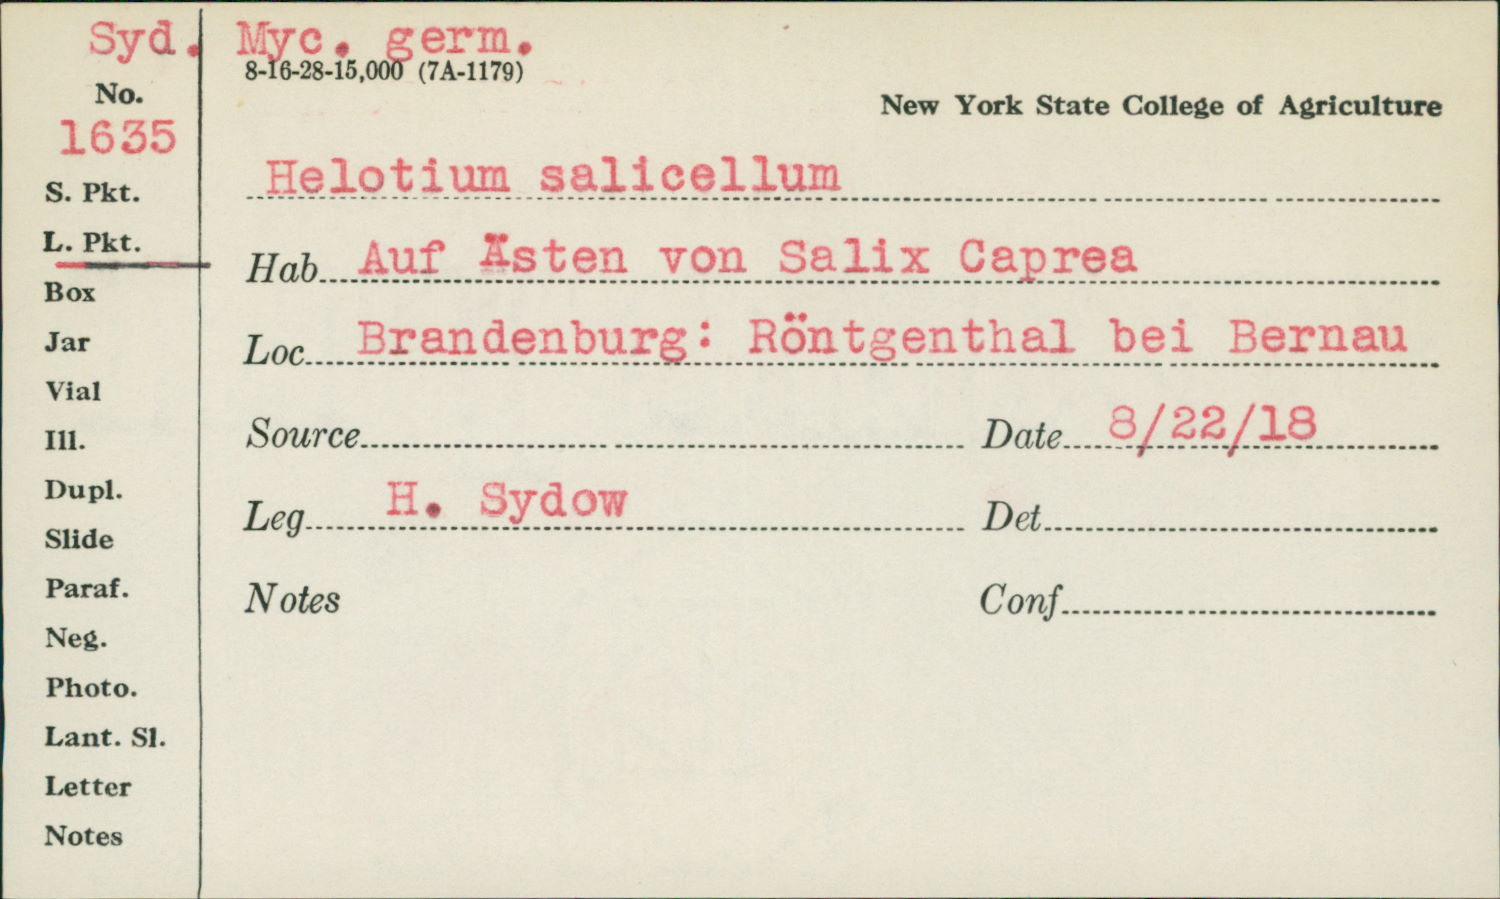 Syd. Myc. germ.
8-16-28-15,000 (7A-1179)
No.
New York State College of Agriculture
1635
Helotium salicellum
S. Pkt.
L. Pkt.
Hab. Auf Ästen von Salix Caprea
Box
Jar
Loc. Brandenburg: Röntgenthal bei Bernau
Vial
Ill.
Source
Date 8/22/18
Dupl.
Leg. H. Sydow
Det.
Slide
Paraf.
Notes
Conf.
Neg.
Photo.
Lant. Sl.
Letter
Notes